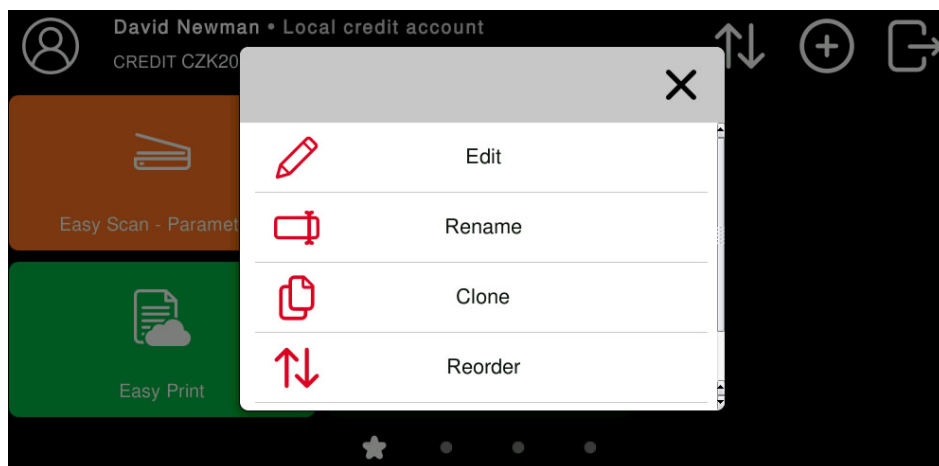 David Newman • Local credit account
CREDIT CZK20
Easy Scan - Paramet
Easy Print
Edit
Rename
Clone
Reorder